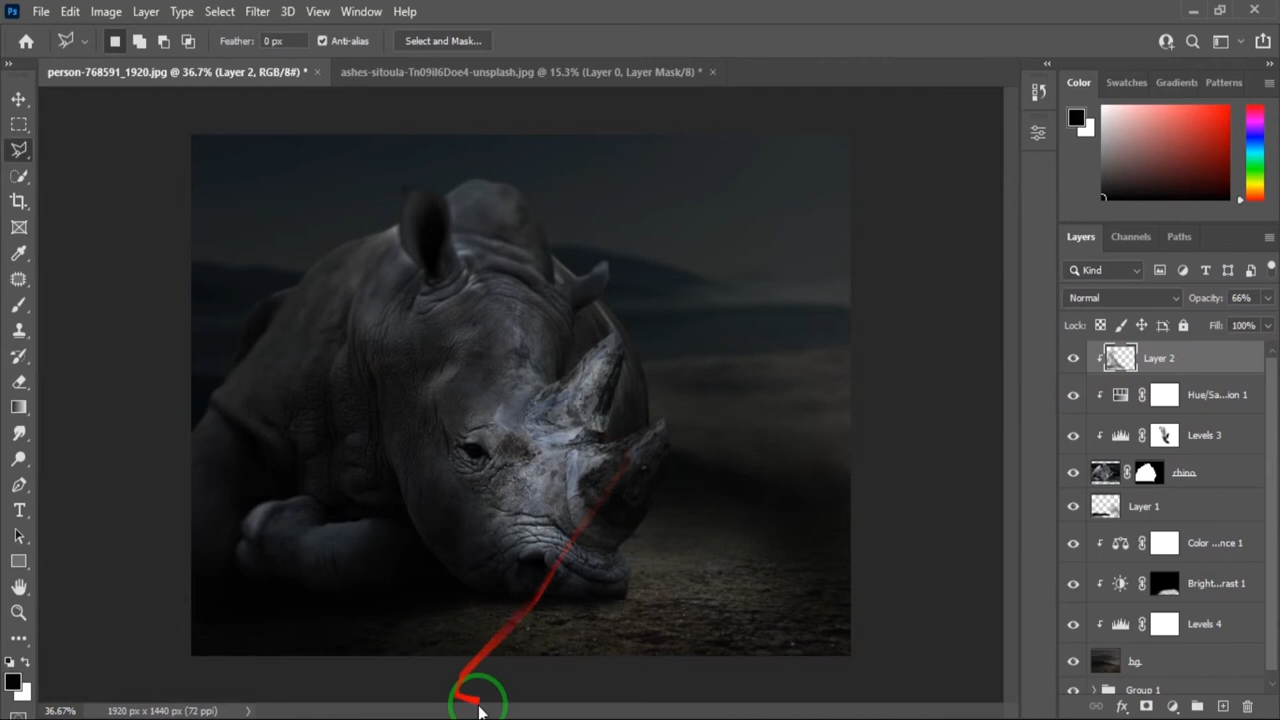 Ps File Edit Image Layer Type Select Filter 3D View Window Help
Feather: 0 px Anti-alias Select and Mask...
person-768591_1920.jpg @ 36.7% (Layer 2, RGB/8#) * × ashes-sitoula-Tn09il6Doe4-unsplash.jpg @ 15.3% (Layer 0, Layer Mask/8) * ×
Color Swatches Gradients Patterns
Layers Channels Paths
Kind
Normal Opacity: 66%
Lock: Fill: 100%
Layer 2
Hue/Sa...ion 1
Levels 3
rhino
Layer 1
Color ...nce 1
Bright...rast 1
Levels 4
bg
Group 1
36.67% 1920 px x 1440 px (72 ppi)